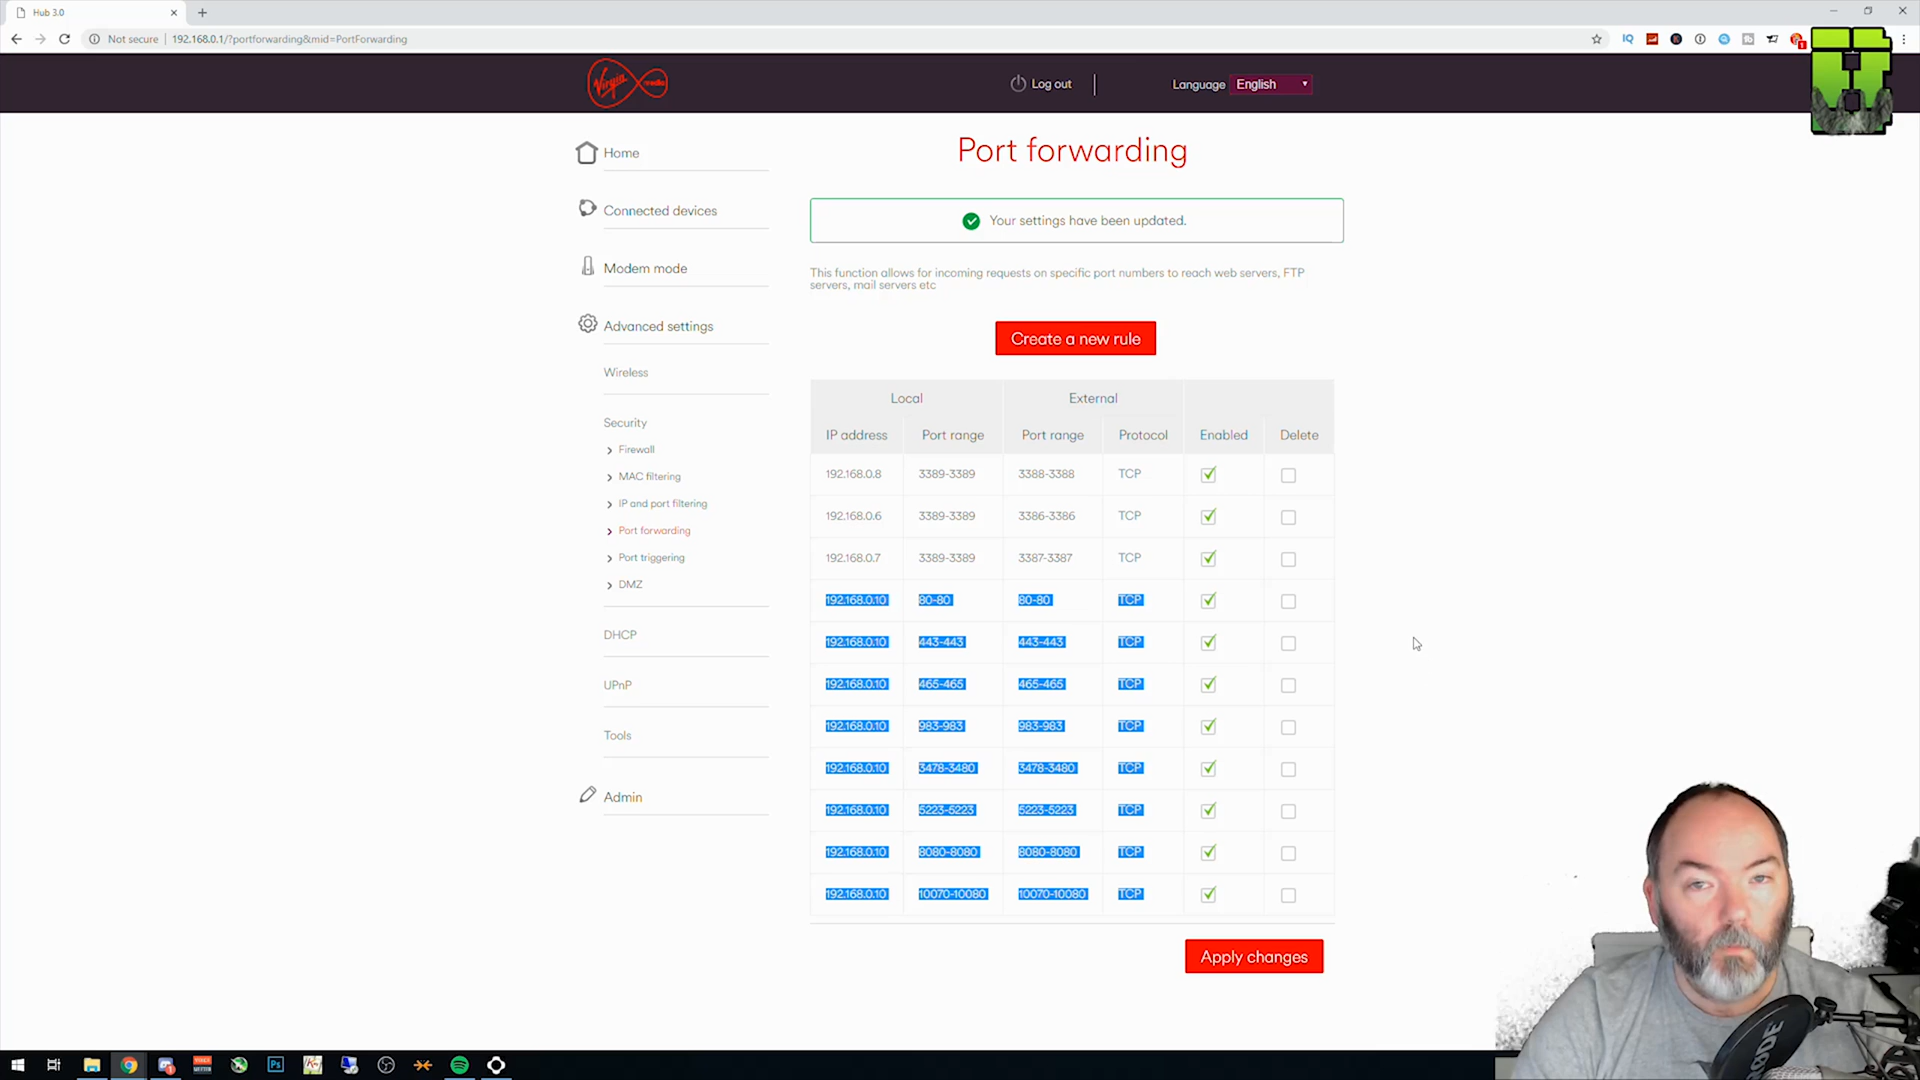 Hub 3.0
Not secure 192.168.0.1/?portforwarding&mid=PortForwarding
Virgin media
Log out
Language English
Home
Connected devices
Modem mode
Advanced settings
Wireless
Security
Firewall
MAC filtering
IP and port filtering
Port forwarding
Port triggering
DMZ
DHCP
UPnP
Tools
Admin
Port forwarding
Your settings have been updated.
This function allows for incoming requests on specific port numbers to reach web servers, FTP
servers, mail servers etc
Create a new rule
Local External
IP address Port range Port range Protocol Enabled Delete
192.168.0.8 3389-3389 3388-3388 TCP
192.168.0.6 3389-3389 3386-3386 TCP
192.168.0.7 3389-3389 3387-3387 TCP
192.168.0.10 80-80 80-80 TCP
192.168.0.10 443-443 443-443 TCP
192.168.0.10 465-465 465-465 TCP
192.168.0.10 983-983 983-983 TCP
192.168.0.10 3478-3480 3478-3480 TCP
192.168.0.10 5223-5223 5223-5223 TCP
192.168.0.10 8080-8080 8080-8080 TCP
192.168.0.10 10070-10080 10070-10080 TCP
Apply changes
RØDE
Ps